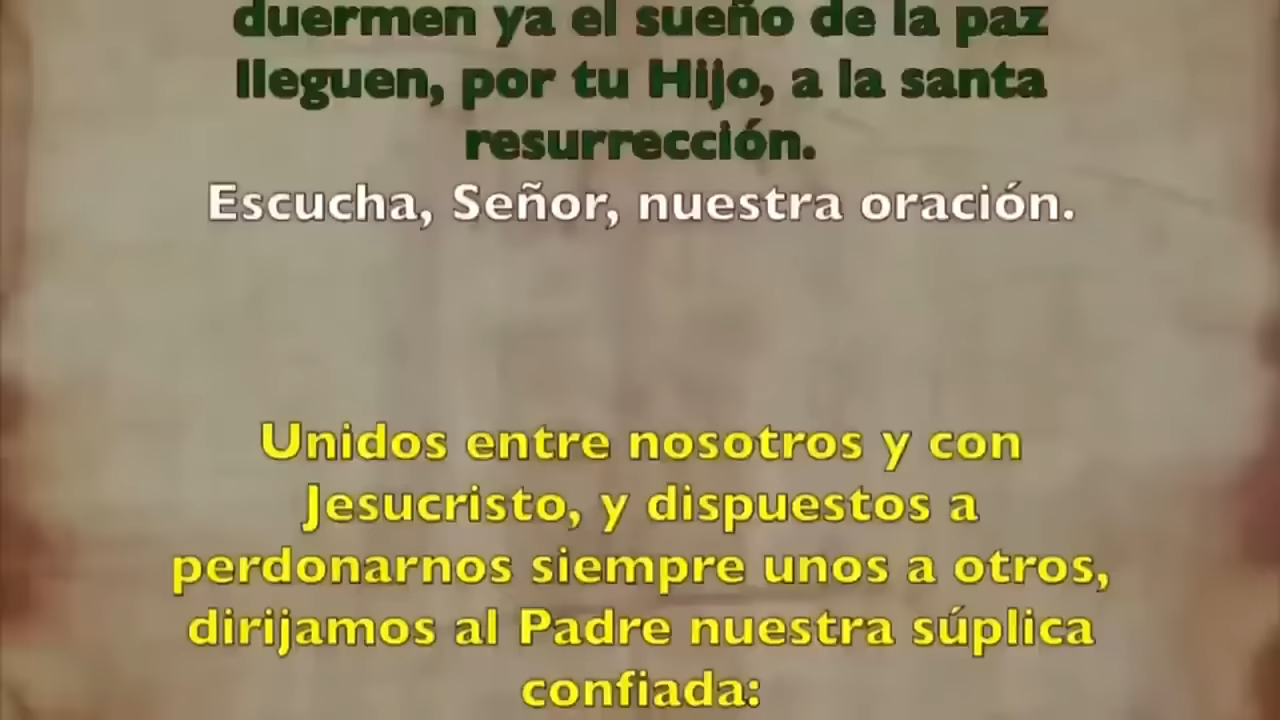 duermen ya el sueño de la paz
lleguen, por tu Hijo, a la santa
resurrección.
Escucha, Señor, nuestra oración.
Unidos entre nosotros y con
Jesucristo, y dispuestos a
perdonarnos siempre unos a otros,
dirijamos al Padre nuestra súplica
confiada: